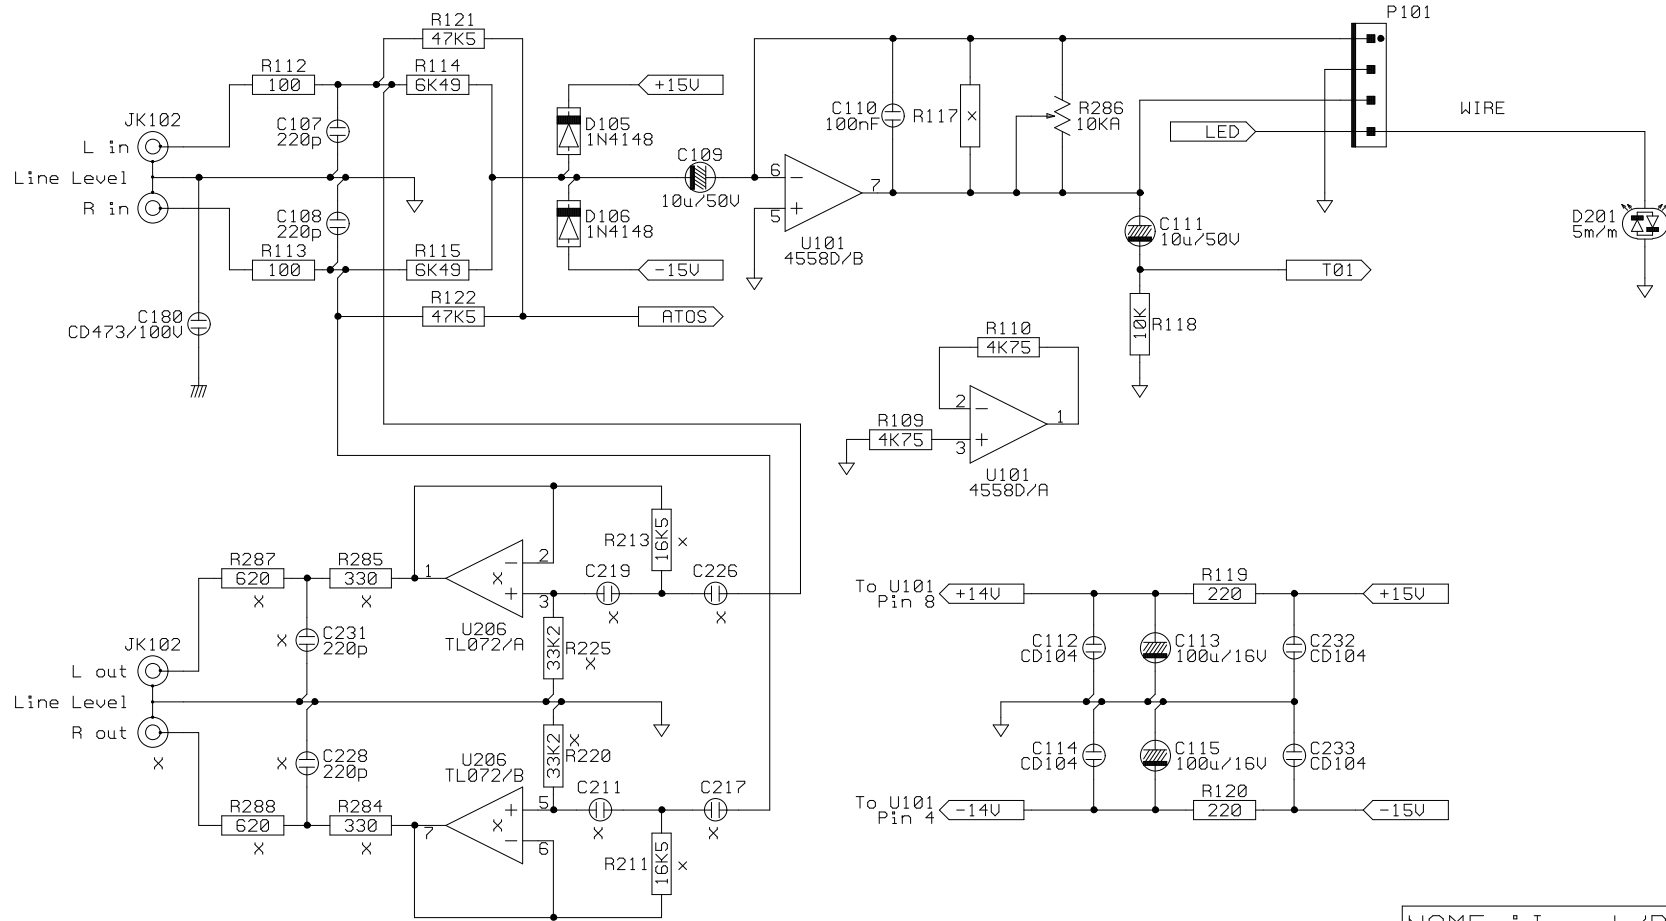 R121
47K5
R112
100
R114
6K49
+15V
P101
JK102
L in
C107
220p
D105
1N4148
C110
100nF
R117
x
R286
10KA
WIRE
LED
C109
10u/50V
Line Level
R in
C108
220p
D106
1N4148
6
-
5
+
7
U101
4558D/B
C111
10u/50V
D201
5m/m
R113
100
R115
6K49
-15V
T01
C180
CD473/100V
R122
47K5
ATOS
10K
R118
R110
4K75
2
-
3
+
1
R109
4K75
U101
4558D/A
R213
16K5
x
R287
620
x
R285
330
x
1
x
-
+
2
3
C219
x
C226
x
To U101
Pin 8
+14V
R119
220
+15V
JK102
L out
x
C231
220p
U206
TL072/A
33K2
R225
x
C112
CD104
C113
100u/16V
C232
CD104
Line Level
R out
x
x
C228
220p
U206
TL072/B
33K2
x
R220
C114
CD104
C115
100u/16V
C233
CD104
R288
620
x
R284
330
x
7
x
+
-
5
6
C211
x
C217
x
To U101
Pin 4
-14V
R120
220
-15V
R211
16K5
x